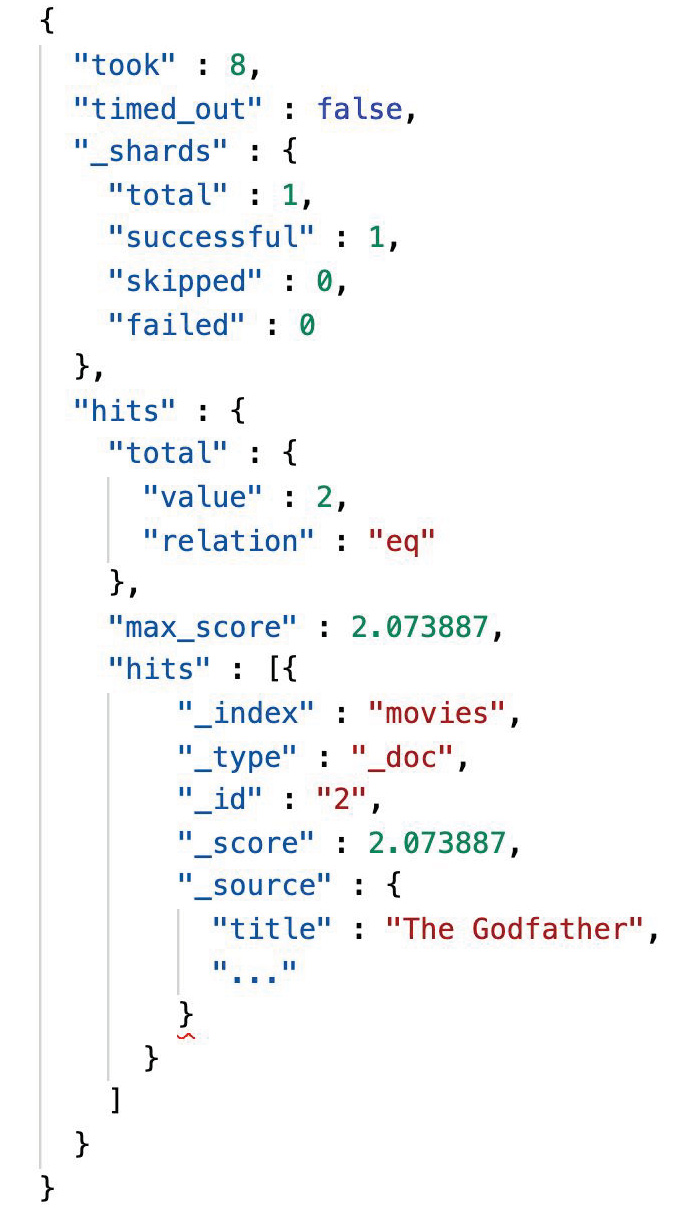 {
  "took" : 8,
  "timed_out" : false,
  "_shards" : {
    "total" : 1,
    "successful" : 1,
    "skipped" : 0,
    "failed" : 0
  },
  "hits" : {
    "total" : {
      "value" : 2,
      "relation" : "eq"
    },
    "max_score" : 2.073887,
    "hits" : [{
        "_index" : "movies",
        "_type" : "_doc",
        "_id" : "2",
        "_score" : 2.073887,
        "_source" : {
          "title" : "The Godfather",
          "..."
        }
      }
    ]
  }
}